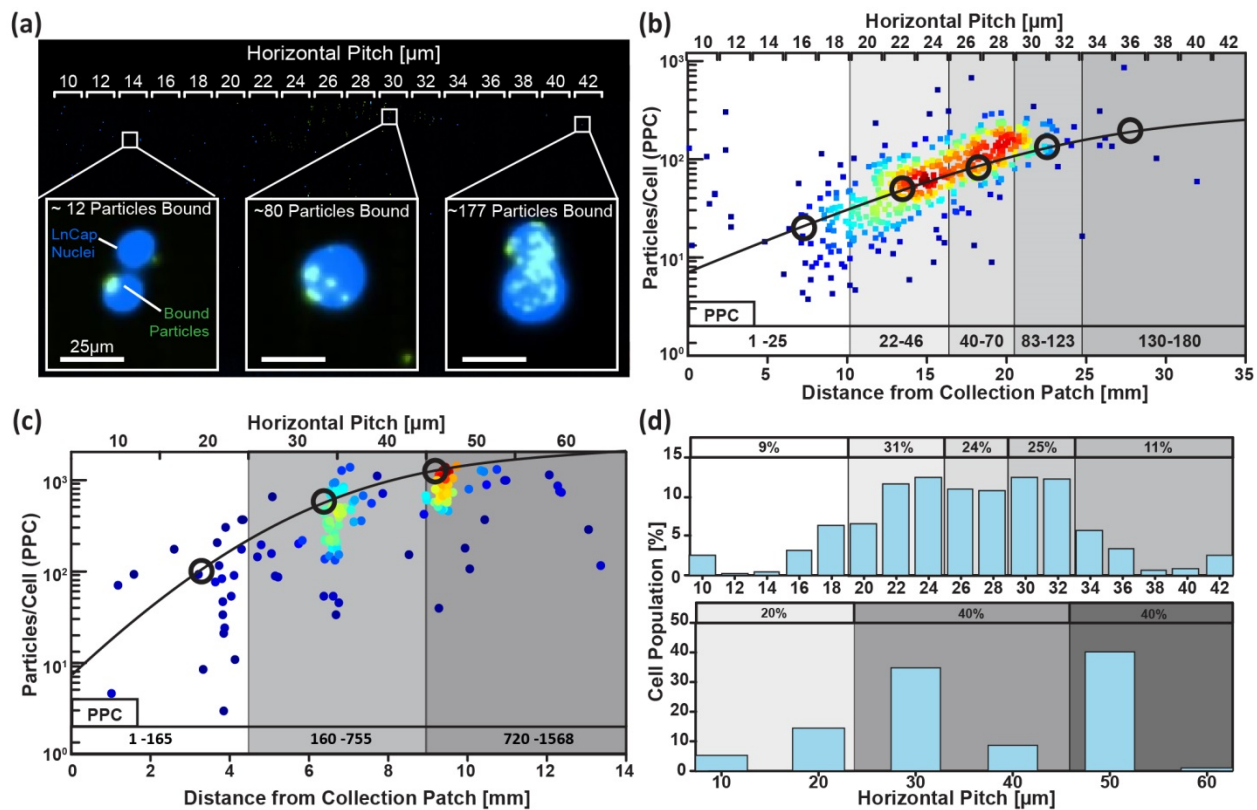 (a)
Horizontal Pitch [µm]
10 12 14 16 18 20 22 24 26 28 30 32 34 36 38 40 42
~ 12 Particles Bound
LnCap
Nuclei
Bound
Particles
25µm
~80 Particles Bound
~177 Particles Bound
(b)
Horizontal Pitch [µm]
10 12 14 16 18 20 22 24 26 28 30 32 34 36 38 40 42
Particles/Cell (PPC)
10³
10²
10¹
10⁰
PPC
1 -25 22-46 40-70 83-123 130-180
0 5 10 15 20 25 30 35
Distance from Collection Patch [mm]
(c)
Horizontal Pitch [µm]
10 20 30 40 50 60
Particles/Cell (PPC)
10³
10²
10¹
10⁰
PPC
1 -165 160 -755 720 -1568
0 2 4 6 8 10 12 14
Distance from Collection Patch [mm]
(d)
Cell Population [%]
15
10
5
0
9% 31% 24% 25% 11%
10 12 14 16 18 20 22 24 26 28 30 32 34 36 38 40 42
50
40
30
20
10
0
20% 40% 40%
10 20 30 40 50 60
Horizontal Pitch [µm]